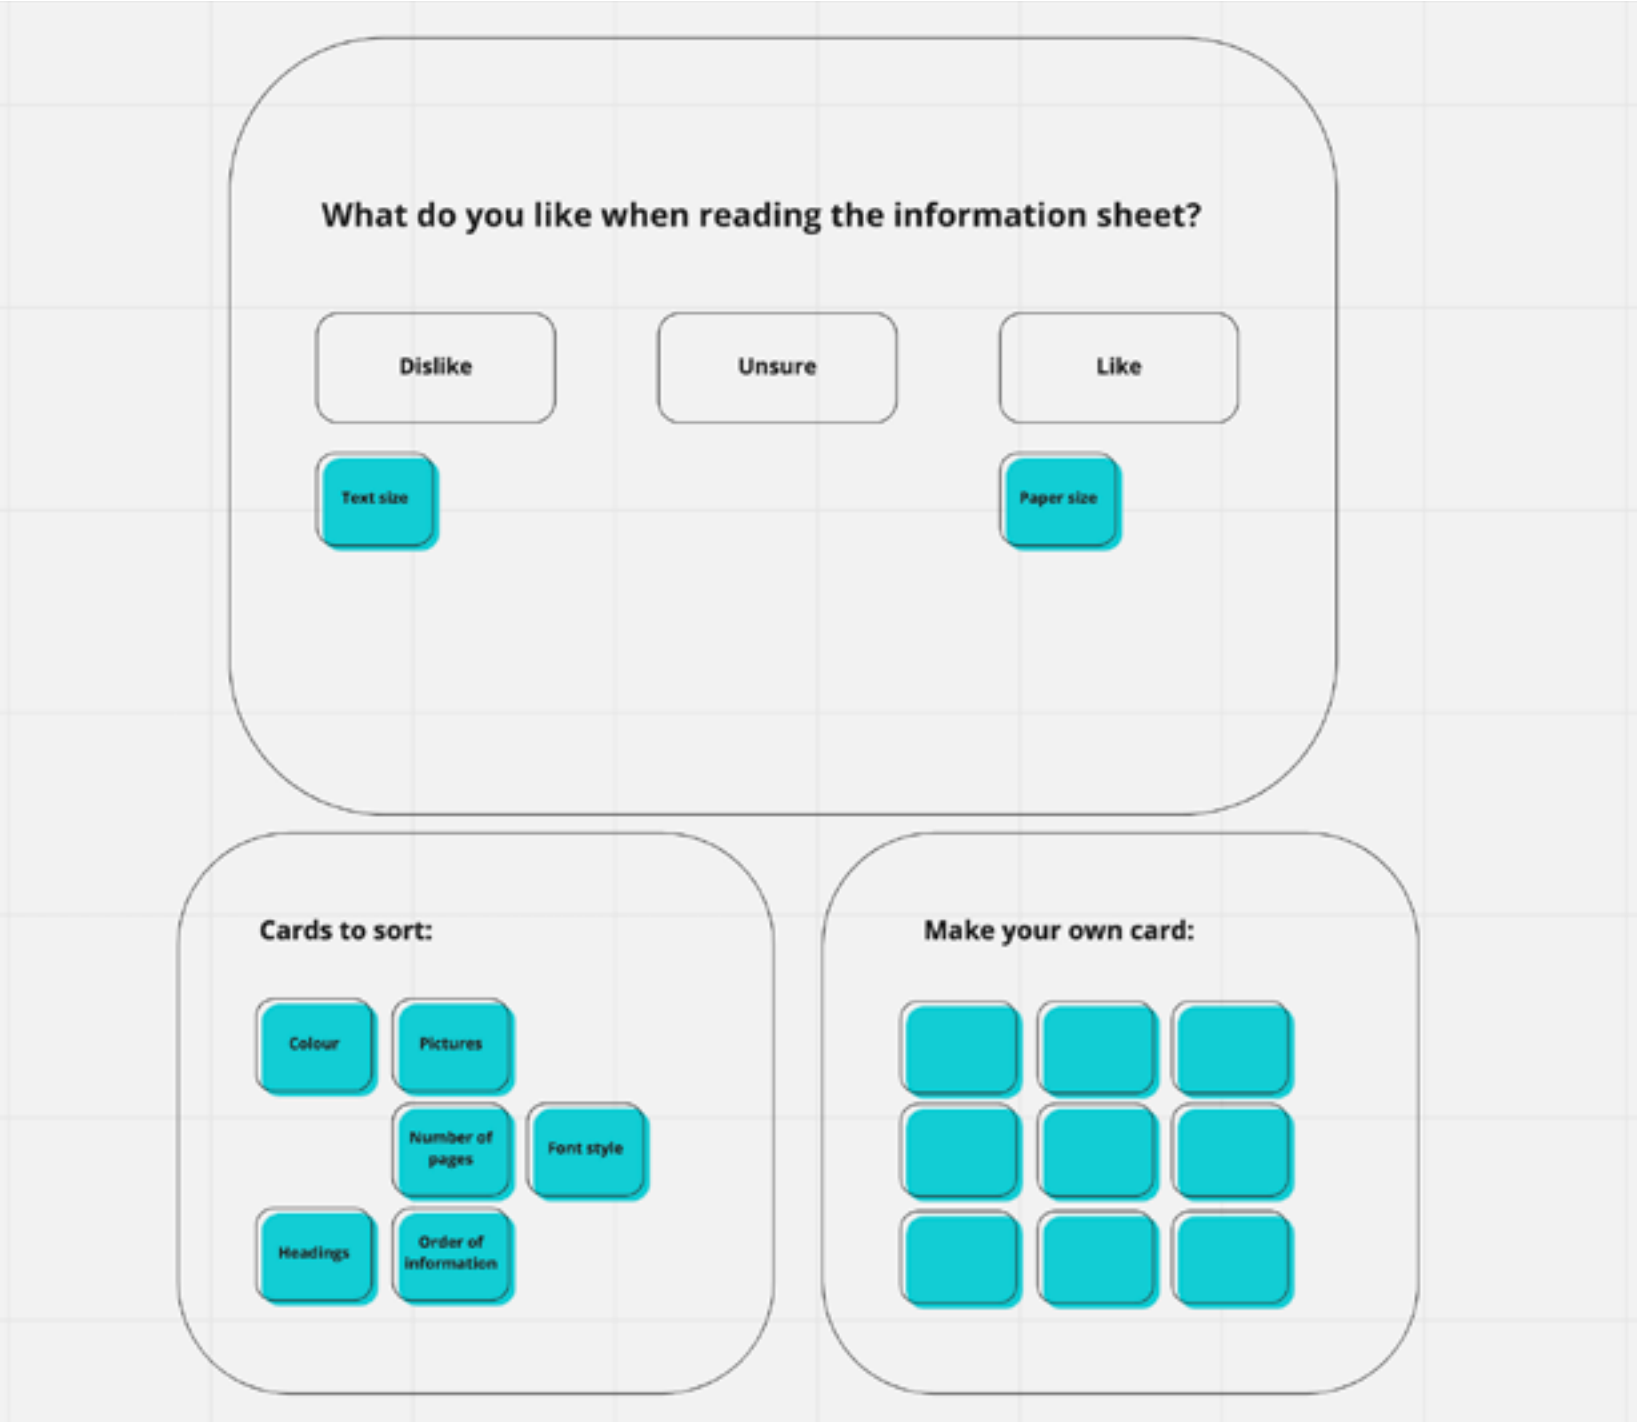 What do you like when reading the information sheet?
Dislike
Unsure
Like
Text size
Paper size
Cards to sort:
Colour
Pictures
Number of
pages
Font style
Headings
Order of
information
Make your own card: